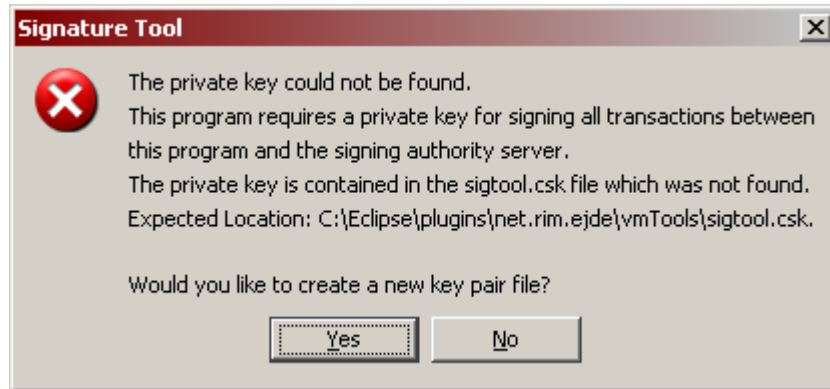 Signature Tool
The private key could not be found.
This program requires a private key for signing all transactions between
this program and the signing authority server.
The private key is contained in the sigtool.csk file which was not found.
Expected Location: C:\Eclipse\plugins\net.rim.ejde\vmTools\sigtool.csk.
Would you like to create a new key pair file?
Yes No